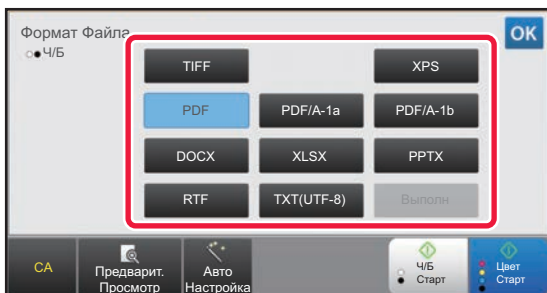 Формат Файла
OK
Ч/Б
TIFF
XPS
PDF
PDF/A-1a
PDF/A-1b
DOCX
XLSX
PPTX
RTF
TXT(UTF-8)
Выполн
CA
Предварит.
Просмотр
Авто
Настройка
Ч/Б
Старт
Цвет
Старт